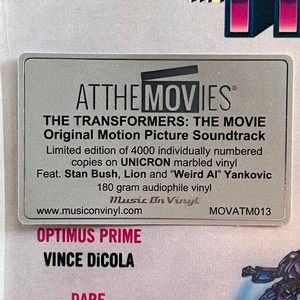 ATTHEMOVIES®
THE TRANSFORMERS: THE MOVIE
Original Motion Picture Soundtrack
Limited edition of 4000 individually numbered
copies on UNICRON marbled vinyl
Feat. Stan Bush, Lion and "Weird Al" Yankovic
180 gram audiophile vinyl
Music On Vinyl
www.musiconvinyl.com MOVATM013
OPTIMUS PRIME
VINCE DiCOLA
DARE